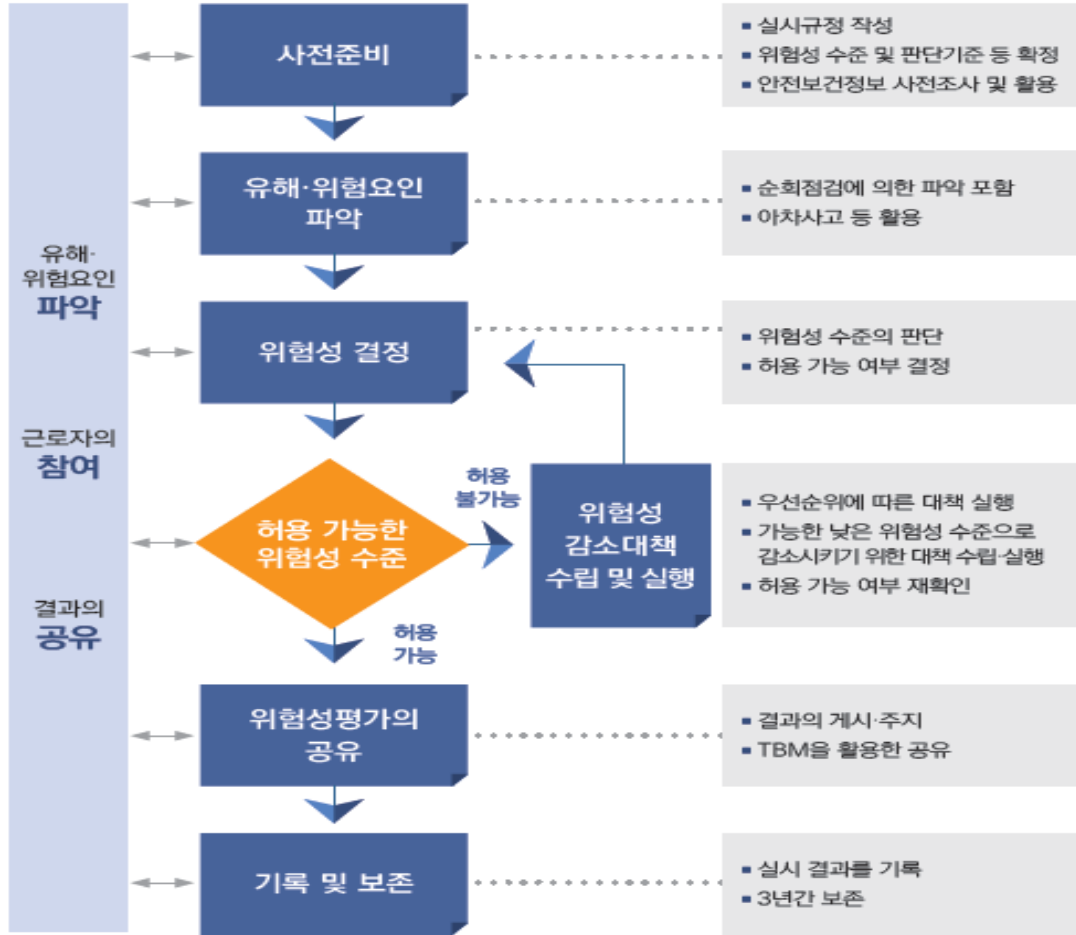 유해·
위험요인
파악
근로자의
참여
결과의
공유
사전준비
▪ 실시규정 작성
▪ 위험성 수준 및 판단기준 등 확정
▪ 안전보건정보 사전조사 및 활용
유해·위험요인
파악
▪ 순회점검에 의한 파악 포함
▪ 아차사고 등 활용
위험성 결정
▪ 위험성 수준의 판단
▪ 허용 가능 여부 결정
허용 가능한
위험성 수준
허용
불가능
위험성
감소대책
수립 및 실행
▪ 우선순위에 따른 대책 실행
▪ 가능한 낮은 위험성 수준으로
감소시키기 위한 대책 수립·실행
▪ 허용 가능 여부 재확인
허용
가능
위험성평가의
공유
▪ 결과의 게시·주지
▪ TBM을 활용한 공유
기록 및 보존
▪ 실시 결과를 기록
▪ 3년간 보존